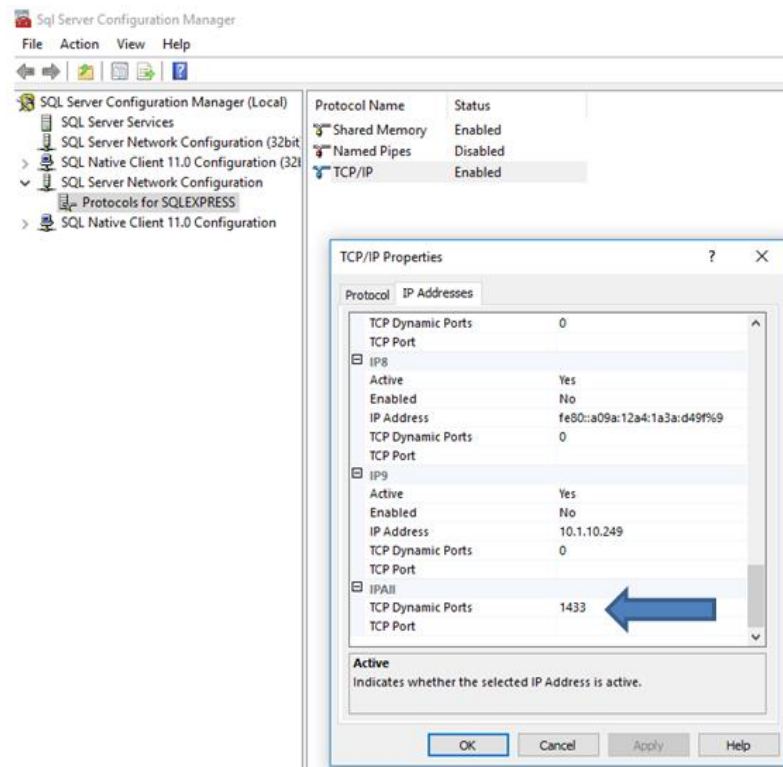 Sql Server Configuration Manager
File Action View Help
SQL Server Configuration Manager (Local)
SQL Server Services
SQL Server Network Configuration (32bit
SQL Native Client 11.0 Configuration (32
SQL Server Network Configuration
Protocols for SQLEXPRESS
SQL Native Client 11.0 Configuration
Protocol Name Status
Shared Memory Enabled
Named Pipes Disabled
TCP/IP Enabled
TCP/IP Properties ? X
Protocol IP Addresses
TCP Dynamic Ports 0
TCP Port
IP8
Active Yes
Enabled No
IP Address fe80::a09a:12a4:1a3a:d49f%9
TCP Dynamic Ports 0
TCP Port
IP9
Active Yes
Enabled No
IP Address 10.1.10.249
TCP Dynamic Ports 0
TCP Port
IPAll
TCP Dynamic Ports 1433
TCP Port
Active
Indicates whether the selected IP Address is active.
OK Cancel Apply Help